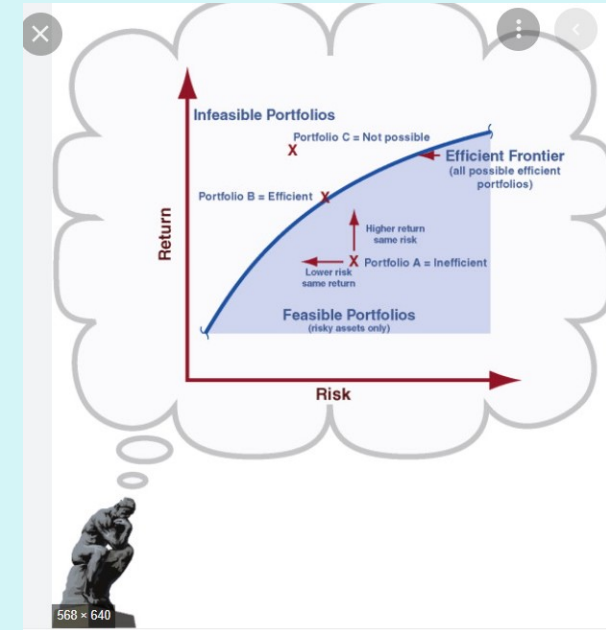 Infeasible Portfolios
Portfolio C = Not possible
X
Efficient Frontier
(all possible efficient
portfolios)
Portfolio B = Efficient X
Higher return
same risk
X Portfolio A = Inefficient
Lower risk
same return
Feasible Portfolios
(risky assets only)
Return
Risk
568 × 640